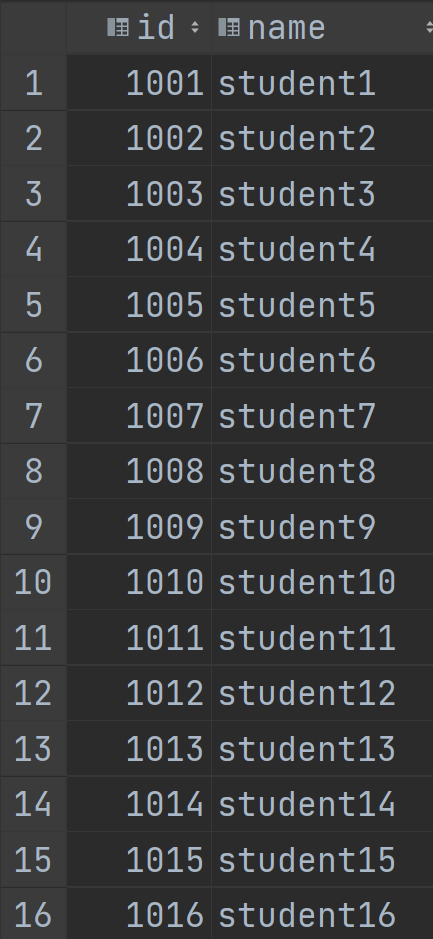 id name
1 1001 student1
2 1002 student2
3 1003 student3
4 1004 student4
5 1005 student5
6 1006 student6
7 1007 student7
8 1008 student8
9 1009 student9
10 1010 student10
11 1011 student11
12 1012 student12
13 1013 student13
14 1014 student14
15 1015 student15
16 1016 student16